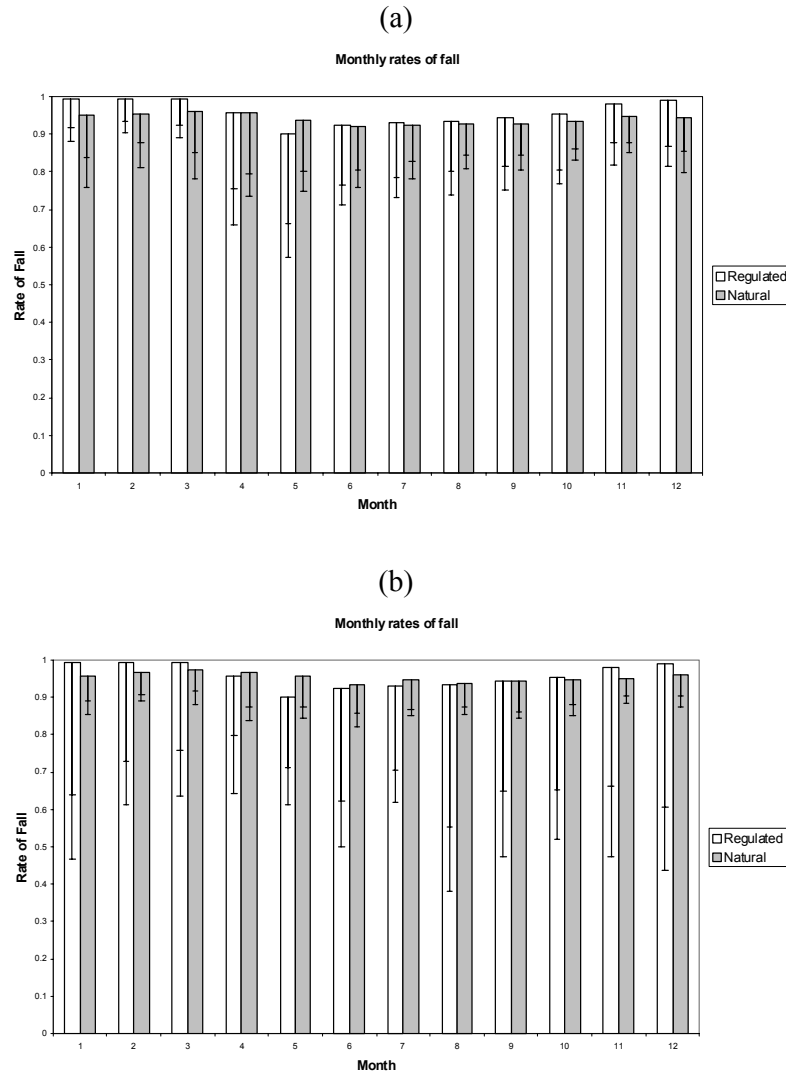 (a)
Monthly rates of fall
1
0.9
0.8
0.7
0.6
0.5
0.4
0.3
0.2
0.1
0
Rate of Fall
1 2 3 4 5 6 7 8 9 10 11 12
Month
Regulated
Natural
(b)
Monthly rates of fall
1
0.9
0.8
0.7
0.6
0.5
0.4
0.3
0.2
0.1
0
Rate of Fall
1 2 3 4 5 6 7 8 9 10 11 12
Month
Regulated
Natural